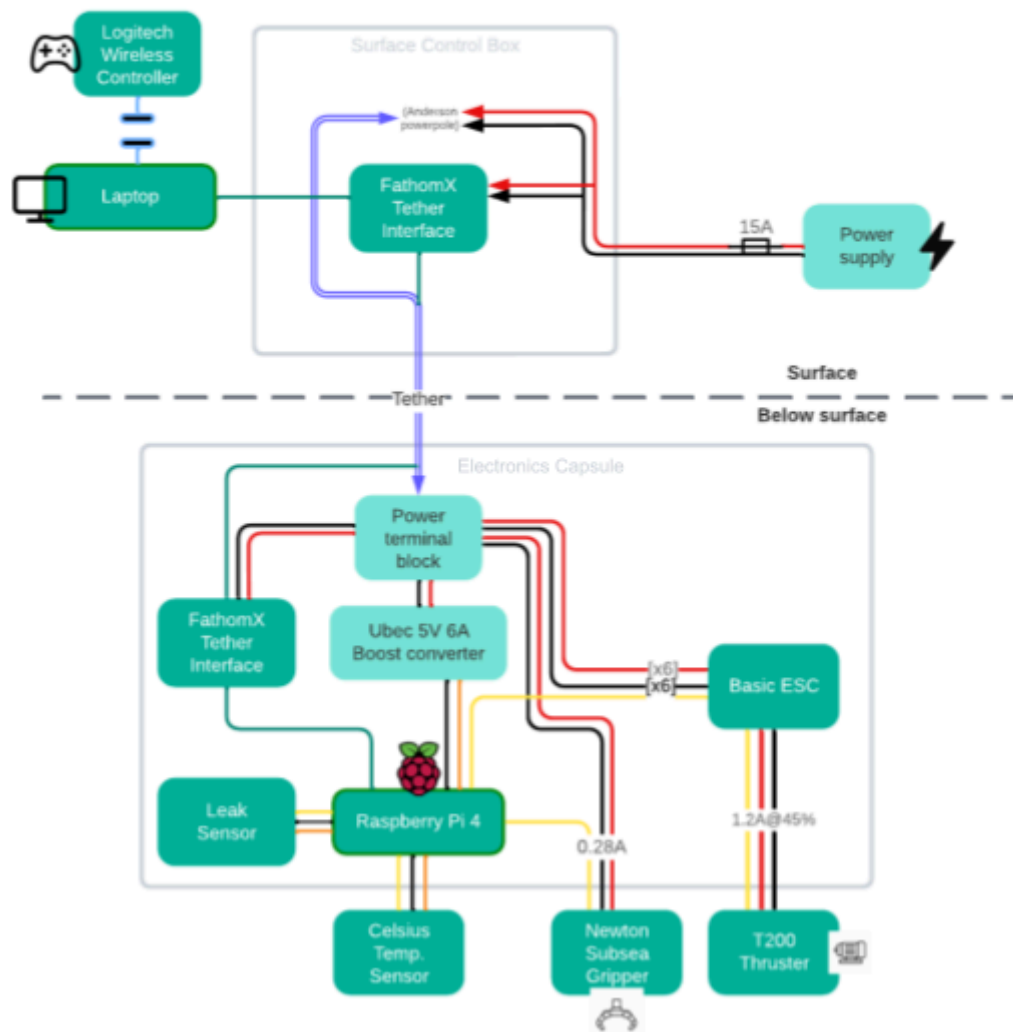 Logitech
Wireless
Controller
Surface Control Box
(Anderson
powerpole)
Laptop
FathomX
Tether
Interface
15A
Power
supply
Surface
Tether
Below surface
Electronics Capsule
Power
terminal
block
FathomX
Tether
Interface
Ubec 5V 6A
Boost converter
[x6]
[x6]
Basic ESC
Leak
Sensor
Raspberry Pi 4
1.2A@45%
0.28A
Celsius
Temp.
Sensor
Newton
Subsea
Gripper
T200
Thruster